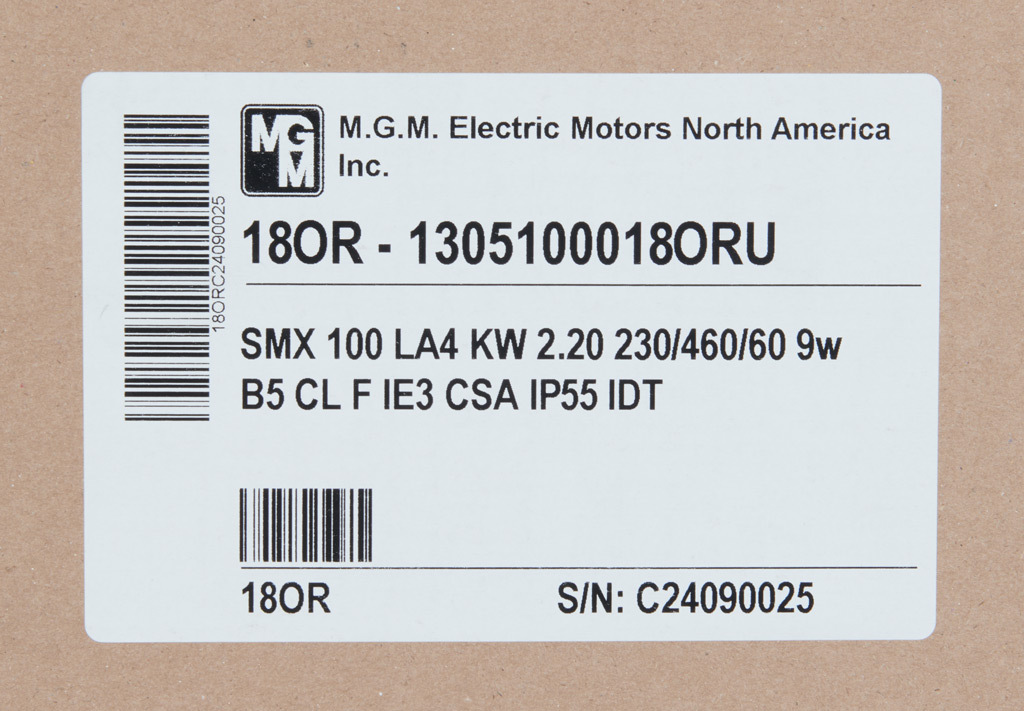 MGM
M.G.M. Electric Motors North America
Inc.
18ORC24090025
18OR - 1305100018ORU
SMX 100 LA4 KW 2.20 230/460/60 9w
B5 CL F IE3 CSA IP55 IDT
18OR
S/N: C24090025